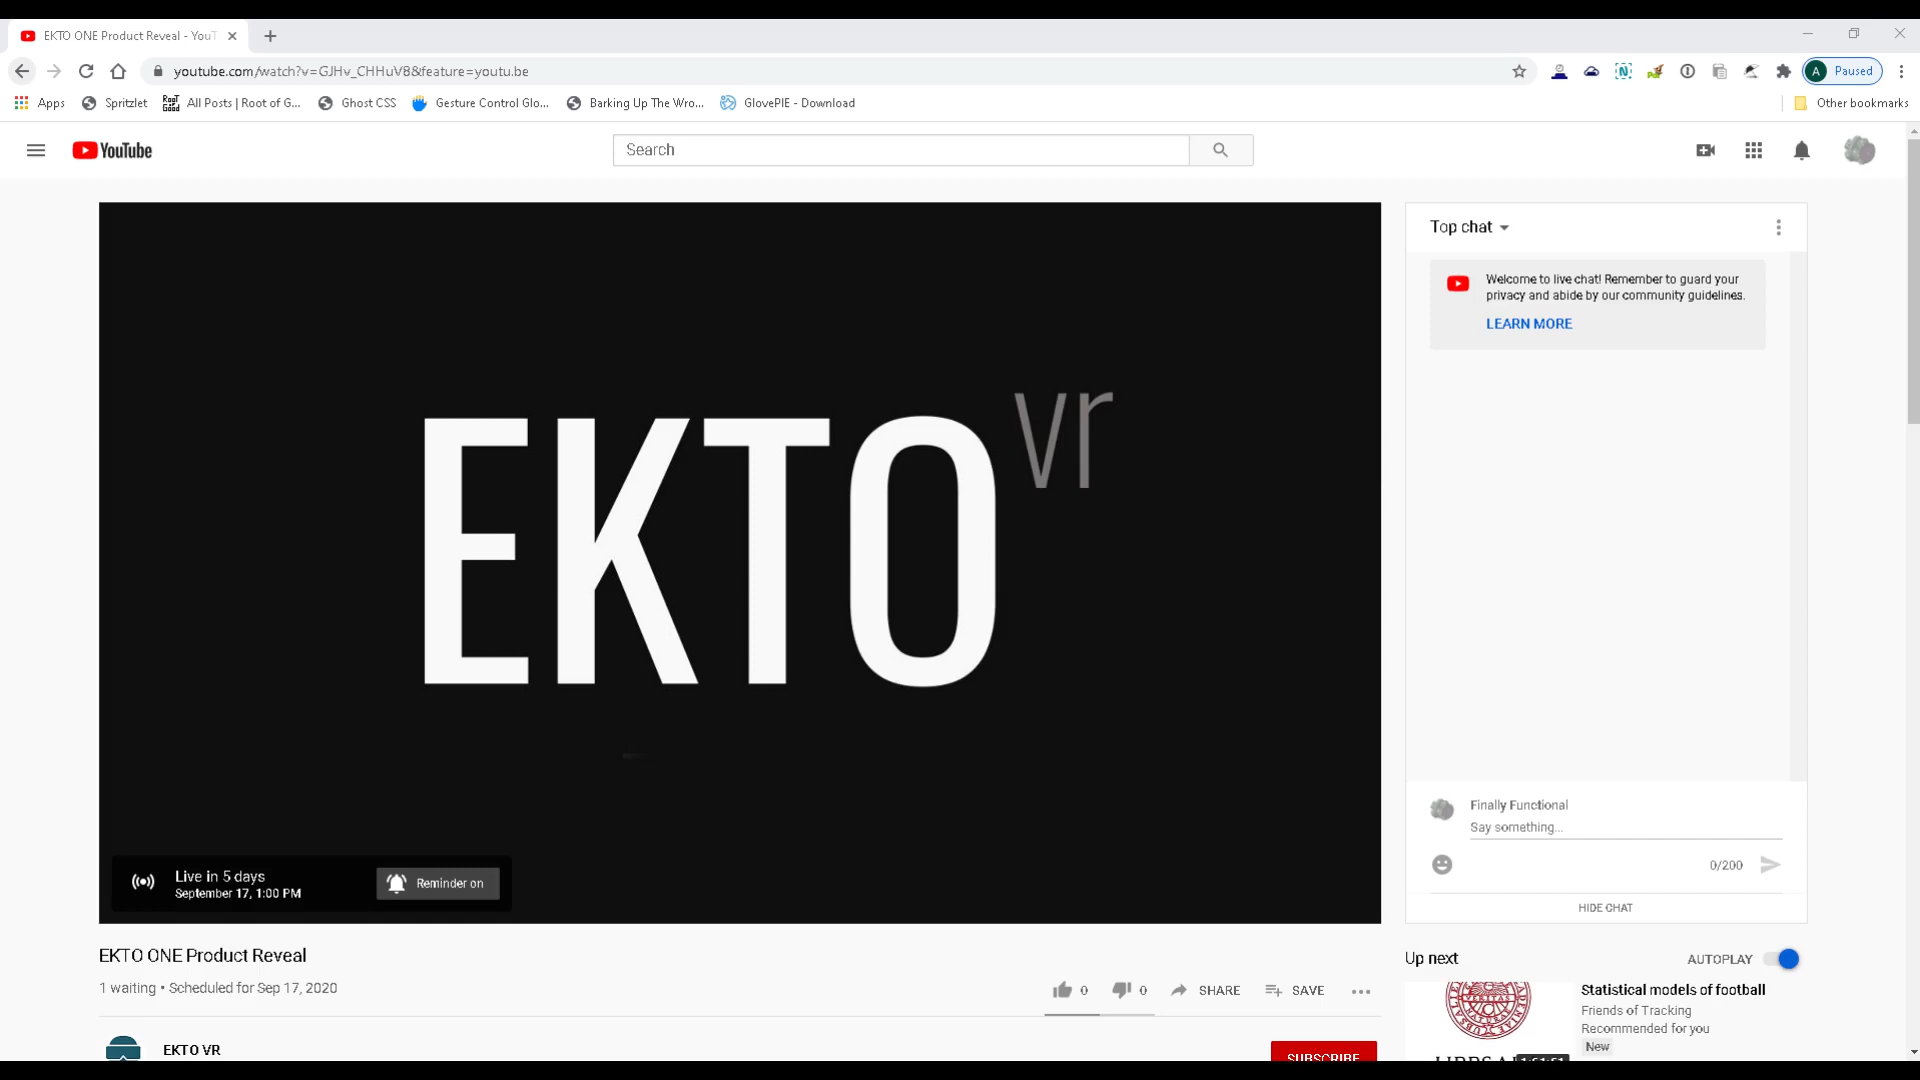 EKTO ONE Product Reveal - YouT
youtube.com/watch?v=GJHv_CHHuV8&feature=youtu.be
Paused
A
Apps
Spritzlet
All Posts | Root of G...
Ghost CSS
Gesture Control Glo...
Barking Up The Wro...
GlovePIE - Download
Other bookmarks
YouTube
Search
EKTO vr
Top chat
Welcome to live chat! Remember to guard your
privacy and abide by our community guidelines.
LEARN MORE
Finally Functional
Say something...
0/200
HIDE CHAT
Live in 5 days
September 17, 1:00 PM
Reminder on
EKTO ONE Product Reveal
1 waiting • Scheduled for Sep 17, 2020
0
0
SHARE
SAVE
EKTO VR
SUBSCRIBE
Up next
AUTOPLAY
Statistical models of football
Friends of Tracking
Recommended for you
New